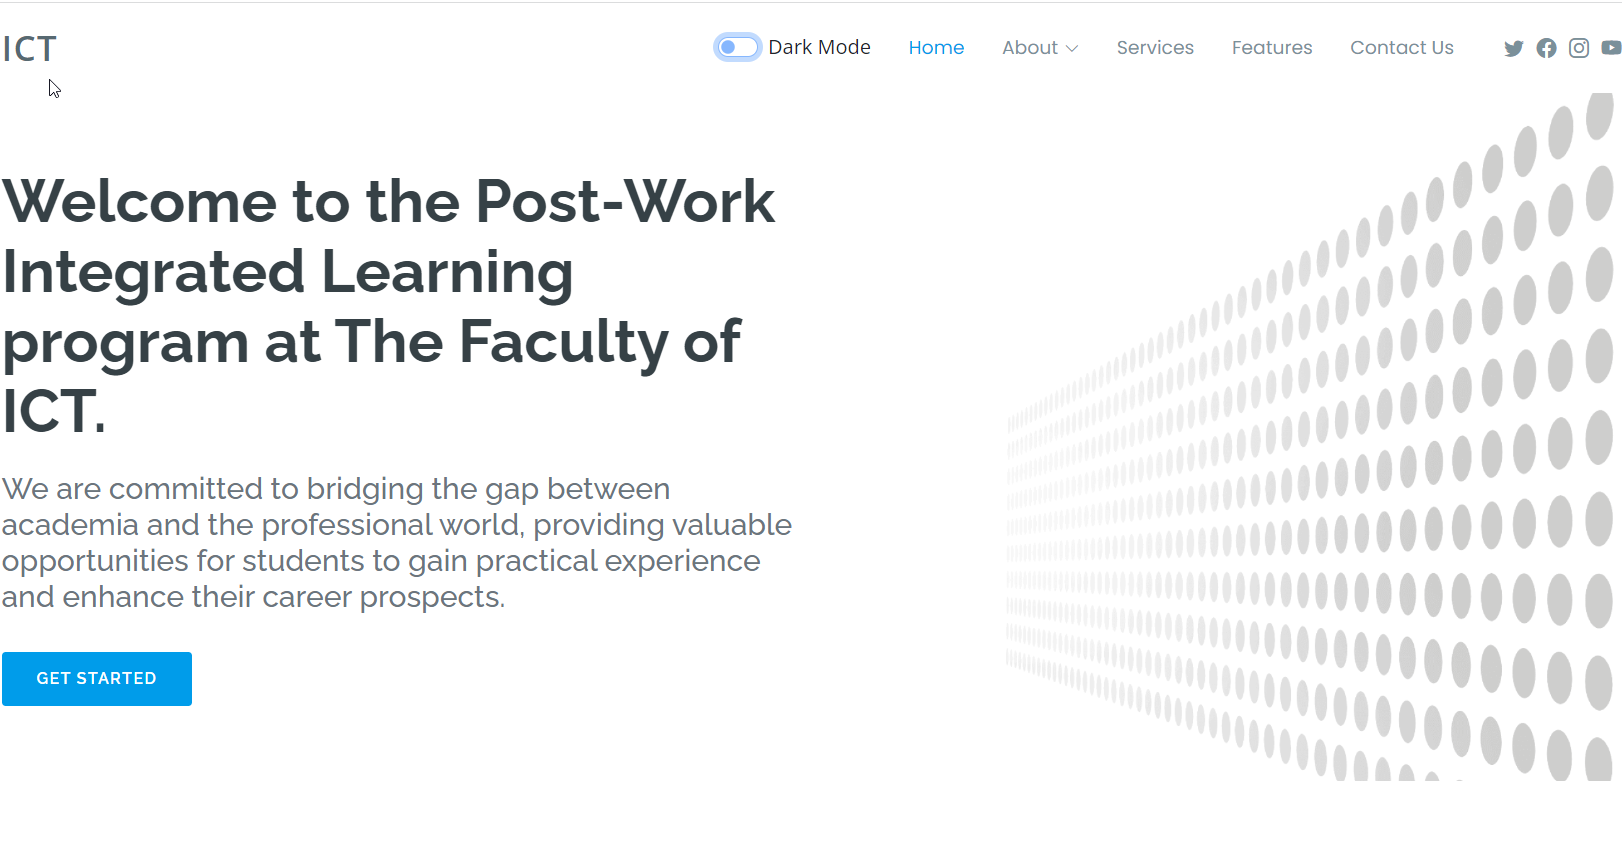 ICT
Dark Mode Home About Services Features Contact Us
Welcome to the Post-Work
Integrated Learning
program at The Faculty of
ICT.
We are committed to bridging the gap between
academia and the professional world, providing valuable
opportunities for students to gain practical experience
and enhance their career prospects.
GET STARTED